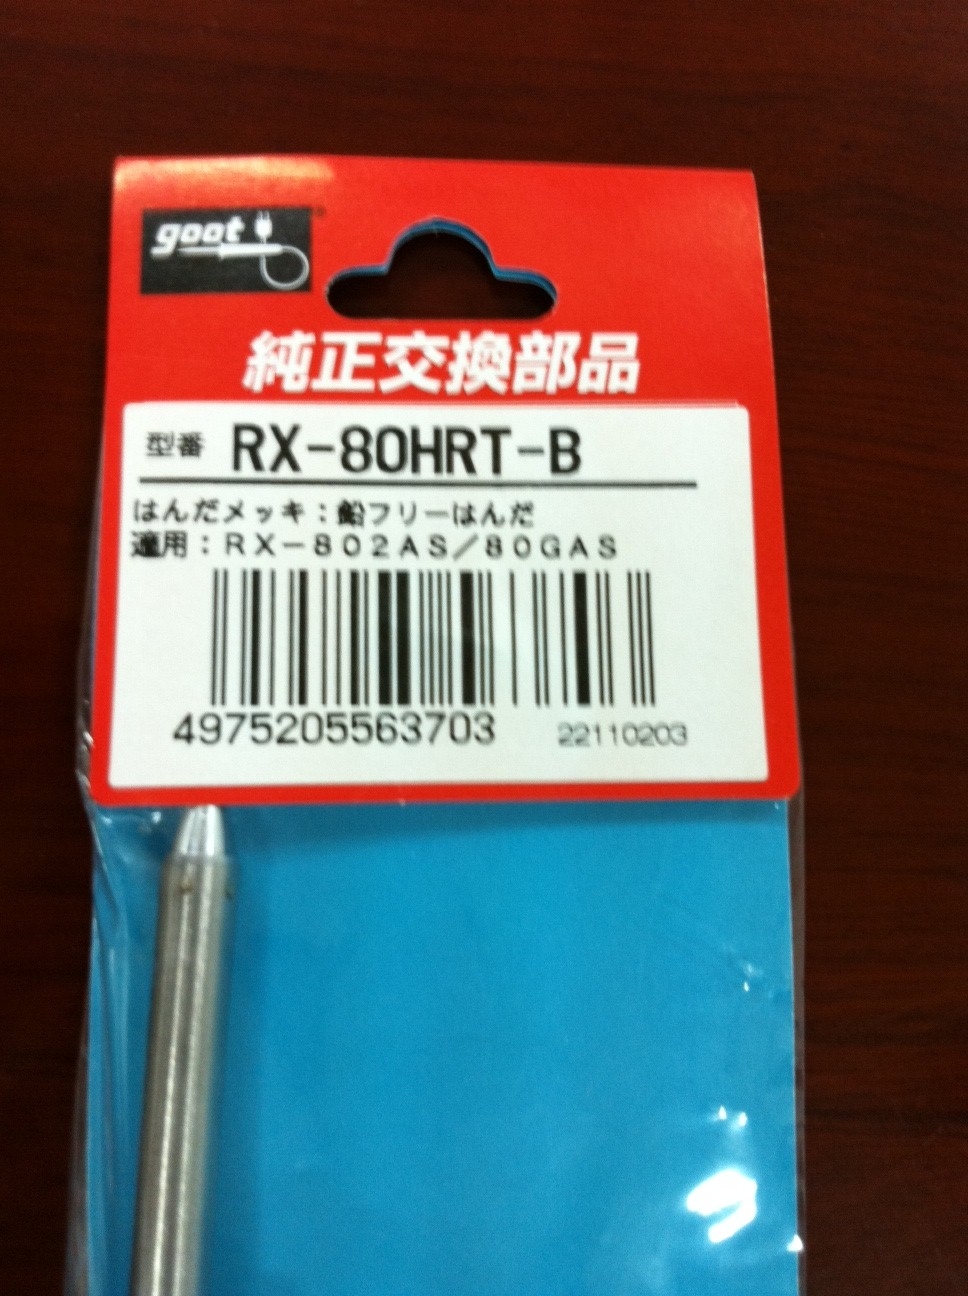 goot®
純正交換部品
型番 RX-80HRT-B
はんだメッキ：鉛フリーはんだ
適用：ＲＸ－８０２ＡＳ／８０ＧＡＳ
4975205563703 22110203